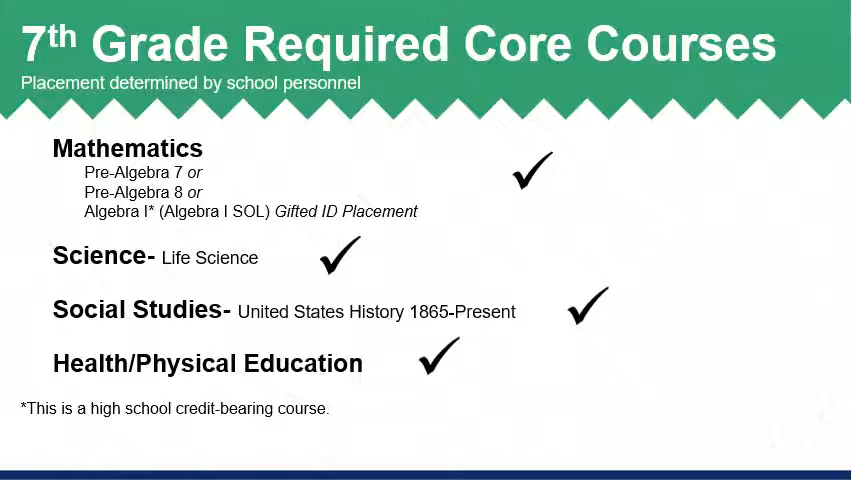 7th Grade Required Core Courses
Placement determined by school personnel
Mathematics
Pre-Algebra 7 or
Pre-Algebra 8 or
Algebra I* (Algebra I SOL) Gifted ID Placement
Science- Life Science
Social Studies- United States History 1865-Present
Health/Physical Education
*This is a high school credit-bearing course.